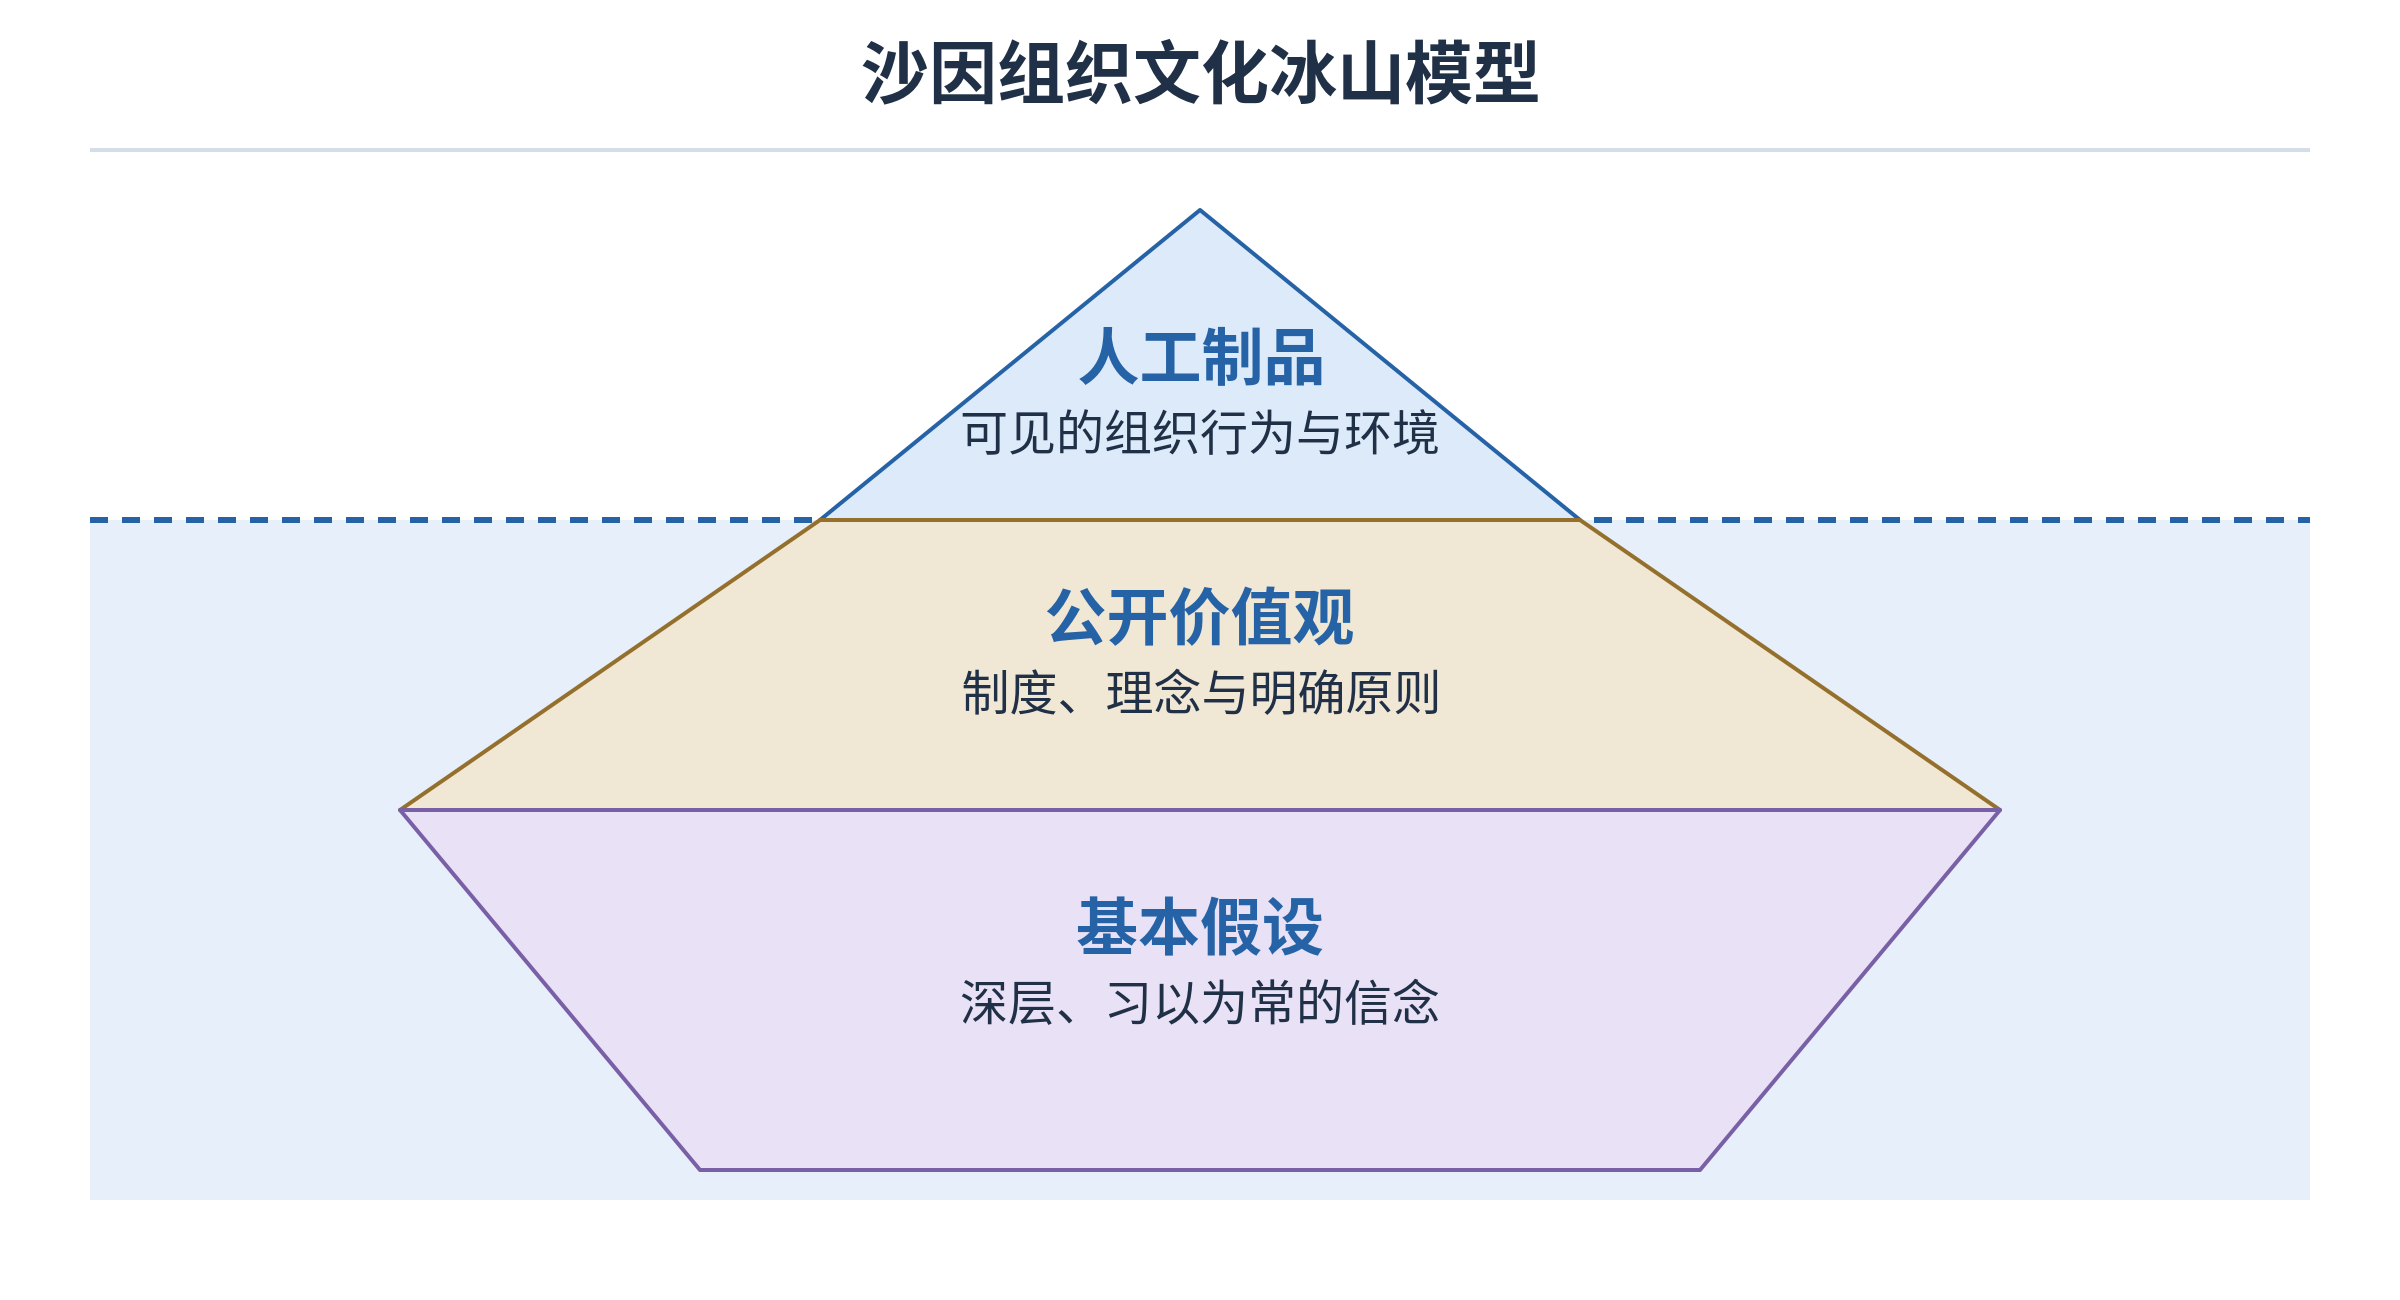 沙因组织文化冰山模型
人工制品
可见的组织行为与环境
公开价值观
制度、理念与明确原则
基本假设
深层、习以为常的信念